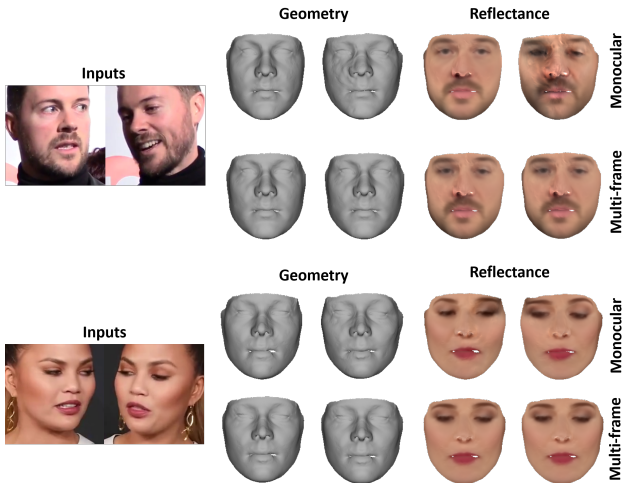 Geometry Reflectance
Inputs
Monocular
Multi-frame
Geometry Reflectance
Inputs
Monocular
Multi-frame